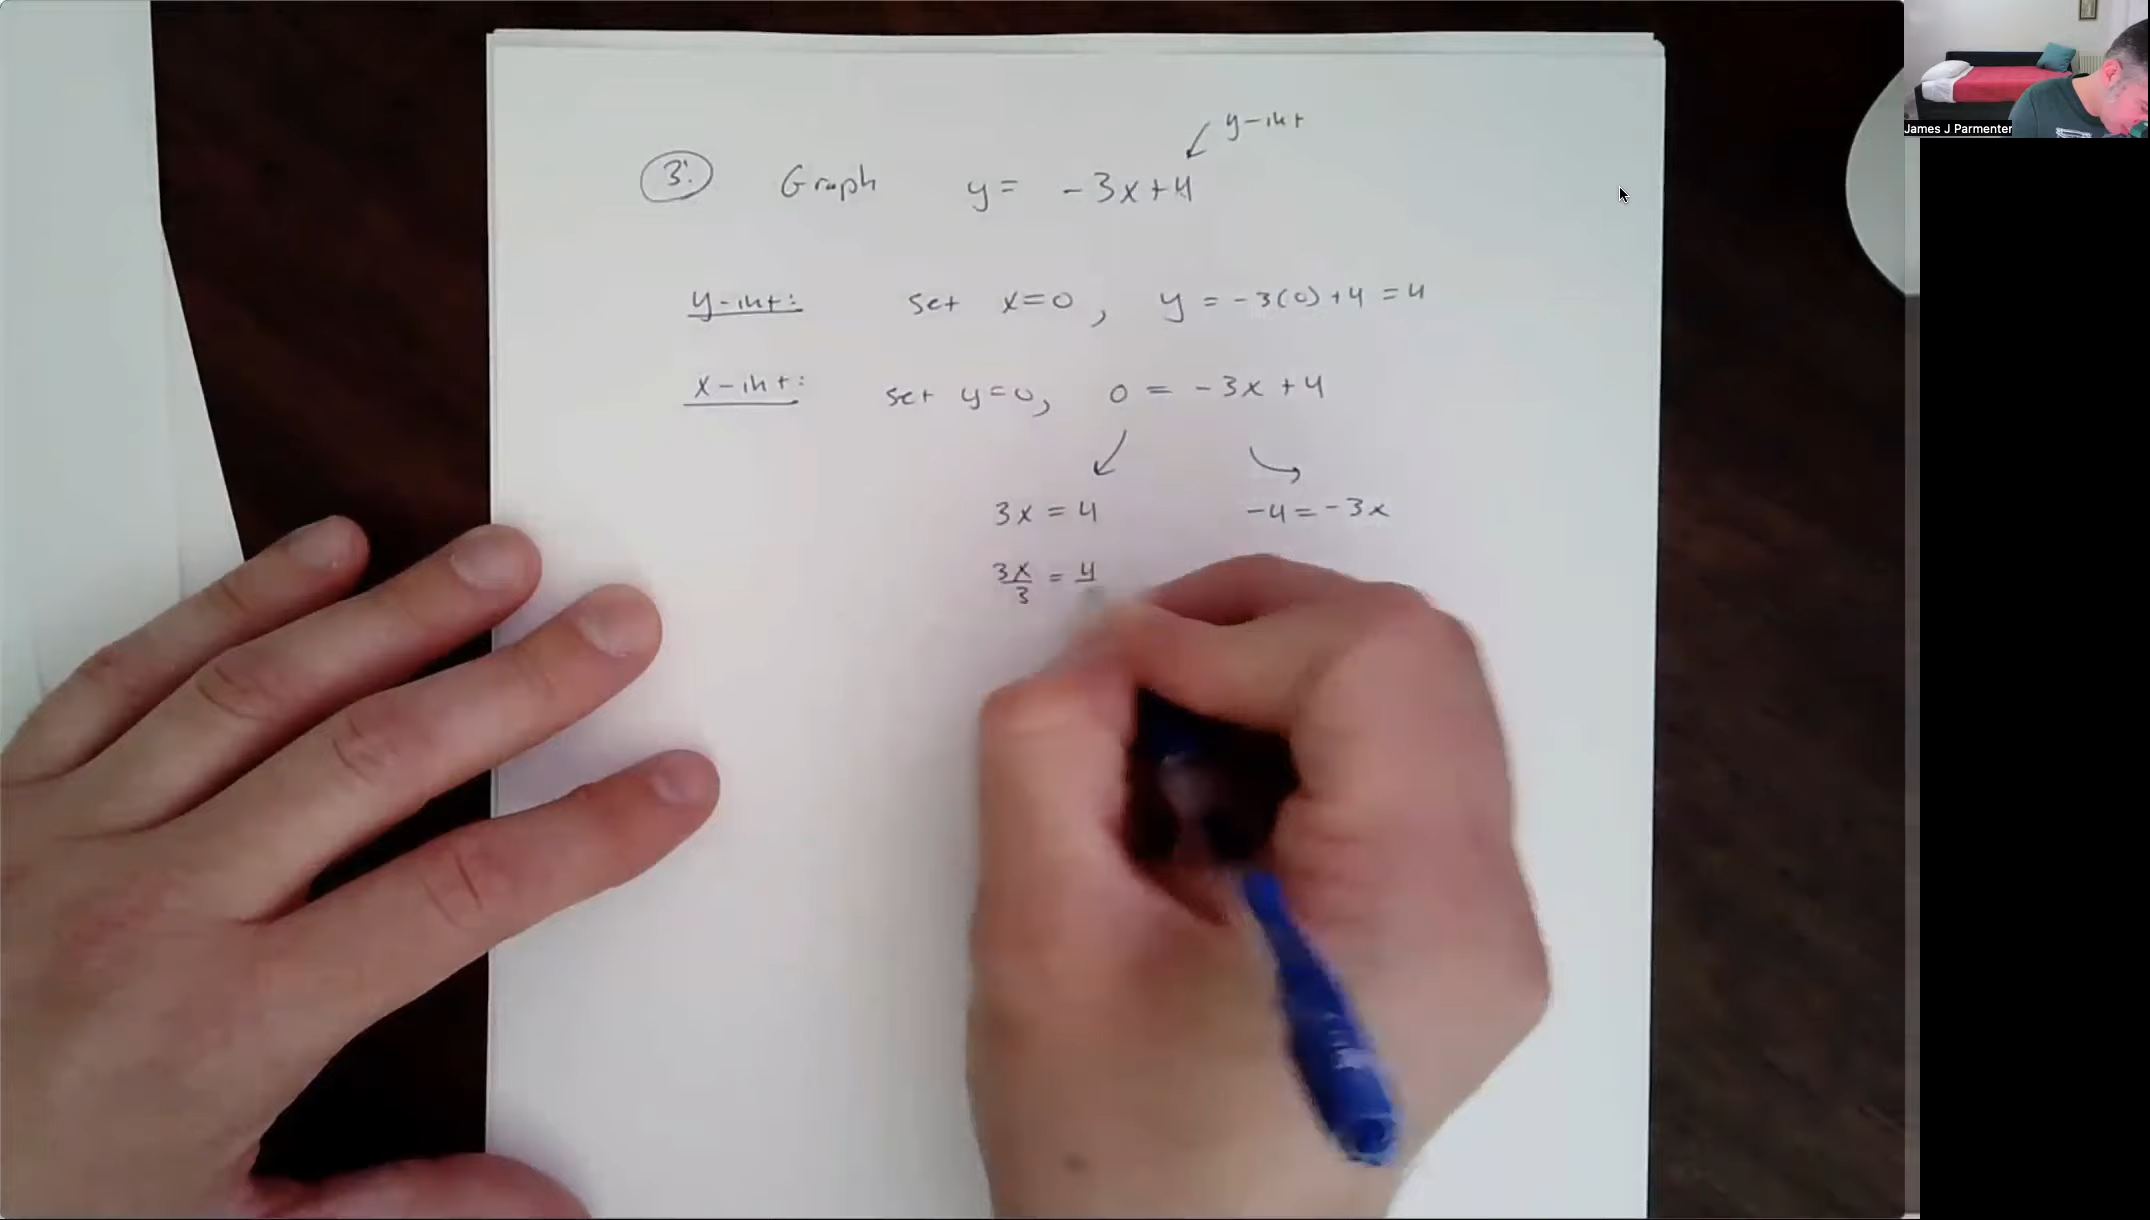 y-int
3. Graph y = -3x+4
y-int: set x=0, y = -3(0)+4 = 4
x-int: set y=0, 0 = -3x+4
3x = 4 -4 = -3x
3x/3 = 4/
James J Parmenter